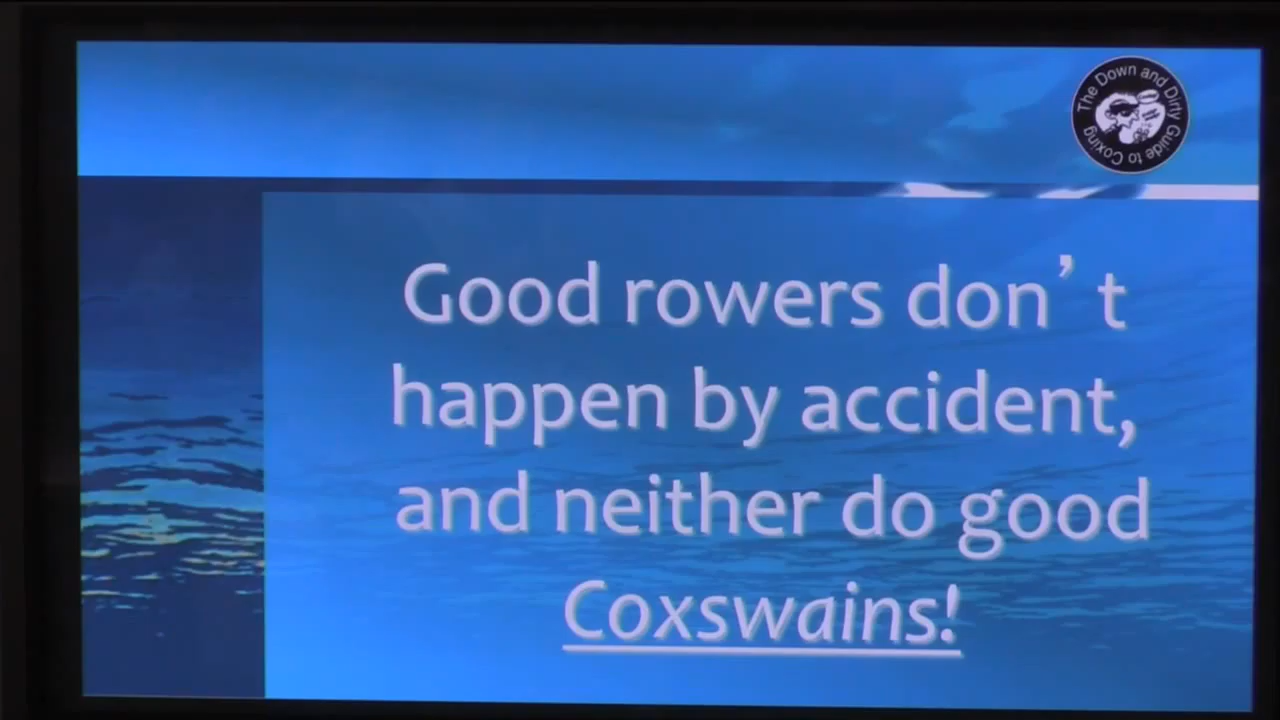 The Down and Dirty Guide to Coxing
Good rowers don’t
happen by accident,
and neither do good
Coxswains!